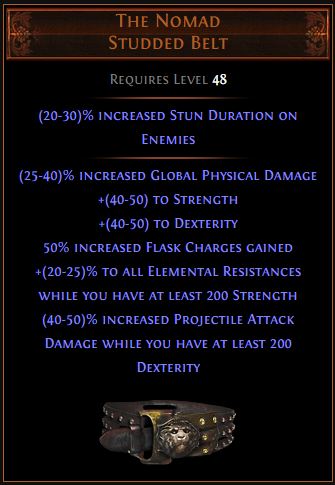 The Nomad
Studded Belt
Requires Level 48
(20-30)% increased Stun Duration on
Enemies
(25-40)% increased Global Physical Damage
+(40-50) to Strength
+(40-50) to Dexterity
50% increased Flask Charges gained
+(20-25)% to all Elemental Resistances
while you have at least 200 Strength
(40-50)% increased Projectile Attack
Damage while you have at least 200
Dexterity